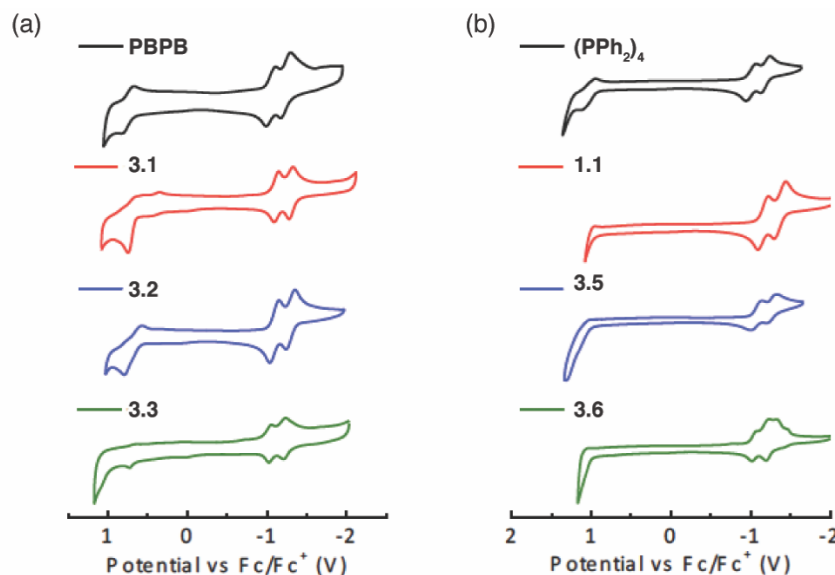 (a)
PBPB
3.1
3.2
3.3
1 0 -1 -2
Potential vs Fc/Fc⁺ (V)
(b)
(PPh₂)₄
1.1
3.5
3.6
2 1 0 -1 -2
Potential vs Fc/Fc⁺ (V)